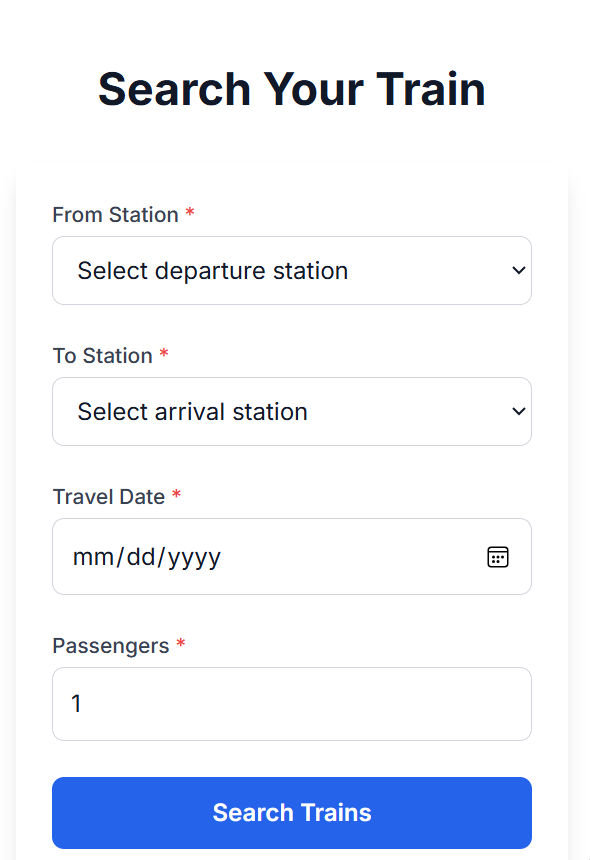 Search Your Train
From Station *
Select departure station
To Station *
Select arrival station
Travel Date *
mm/dd/yyyy
Passengers *
1
Search Trains